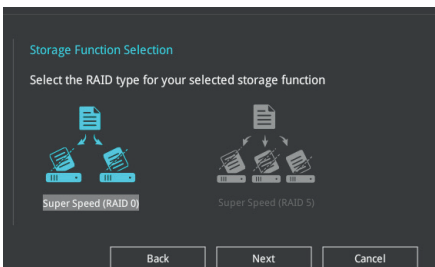 Storage Function Selection
Select the RAID type for your selected storage function
Super Speed (RAID 0)
Super Speed (RAID 5)
Back
Next
Cancel